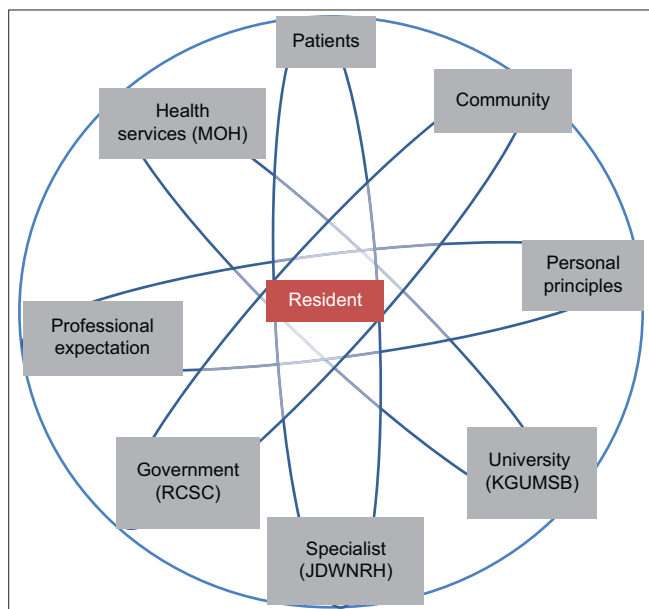 Patients
Community
Health
services (MOH)
Personal
principles
Resident
Professional
expectation
Government
(RCSC)
University
(KGUMSB)
Specialist
(JDWNRH)